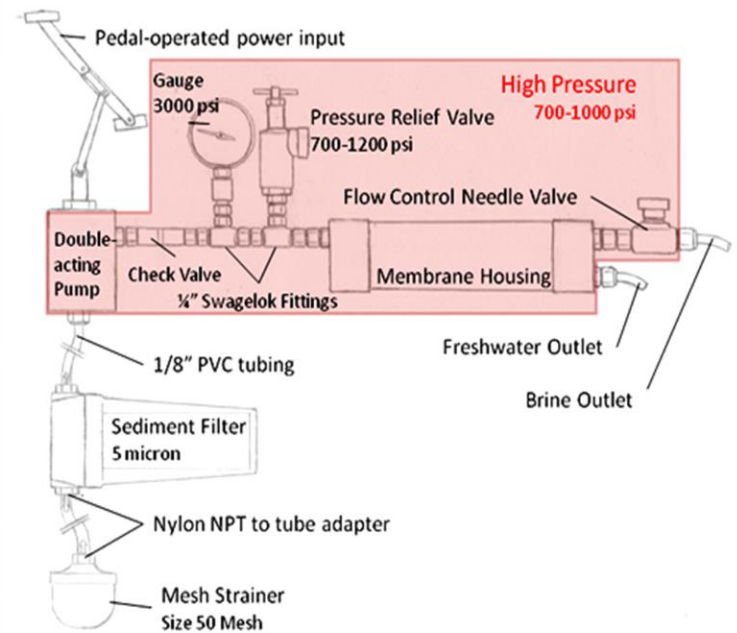 Pedal-operated power input
Gauge
3000 psi
High Pressure
700-1000 psi
Pressure Relief Valve
700-1200 psi
Flow Control Needle Valve
Double-
acting
Pump
Check Valve
Membrane Housing
¼” Swagelok Fittings
Freshwater Outlet
1/8” PVC tubing
Brine Outlet
Sediment Filter
5 micron
Nylon NPT to tube adapter
Mesh Strainer
Size 50 Mesh